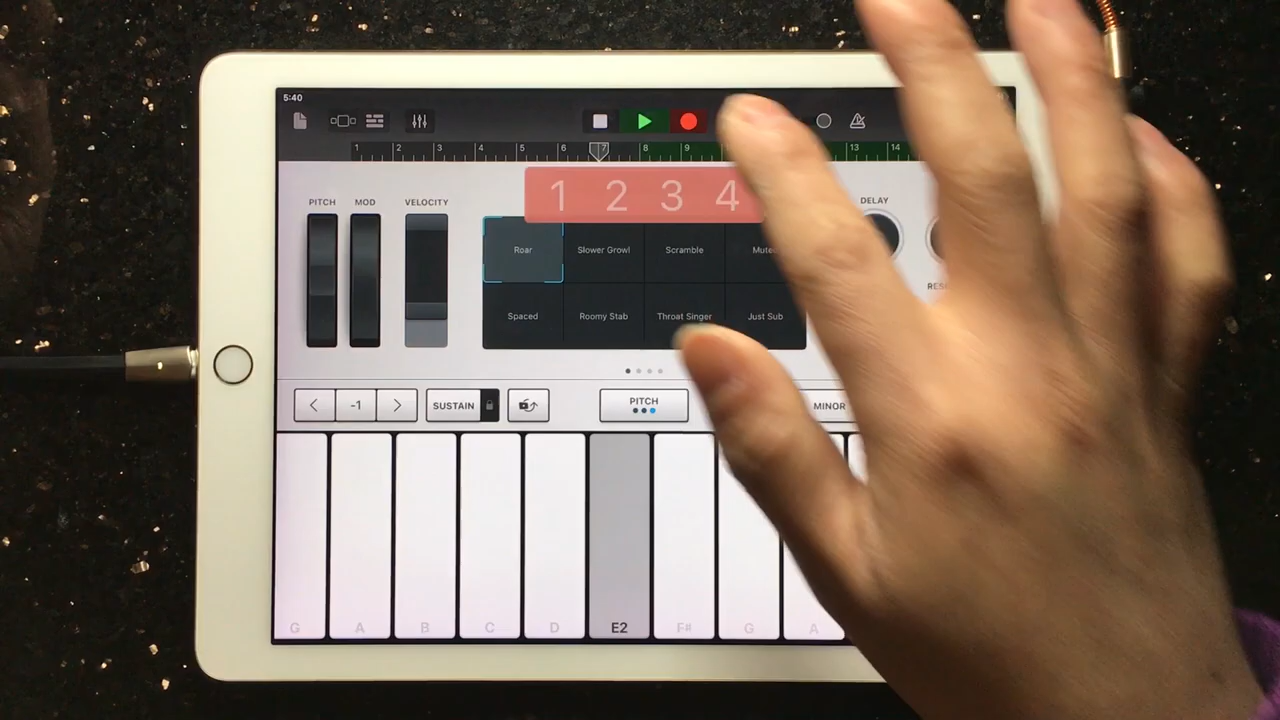 5:40
1 2 3 4 5 6 7 8 9 13 14
1 2 3 4
PITCH MOD VELOCITY DELAY
Roar Slower Growl Scramble
Spaced Roomy Stab Throat Singer Just Sub
-1 SUSTAIN PITCH MINOR
G A B C D E2 F# G A